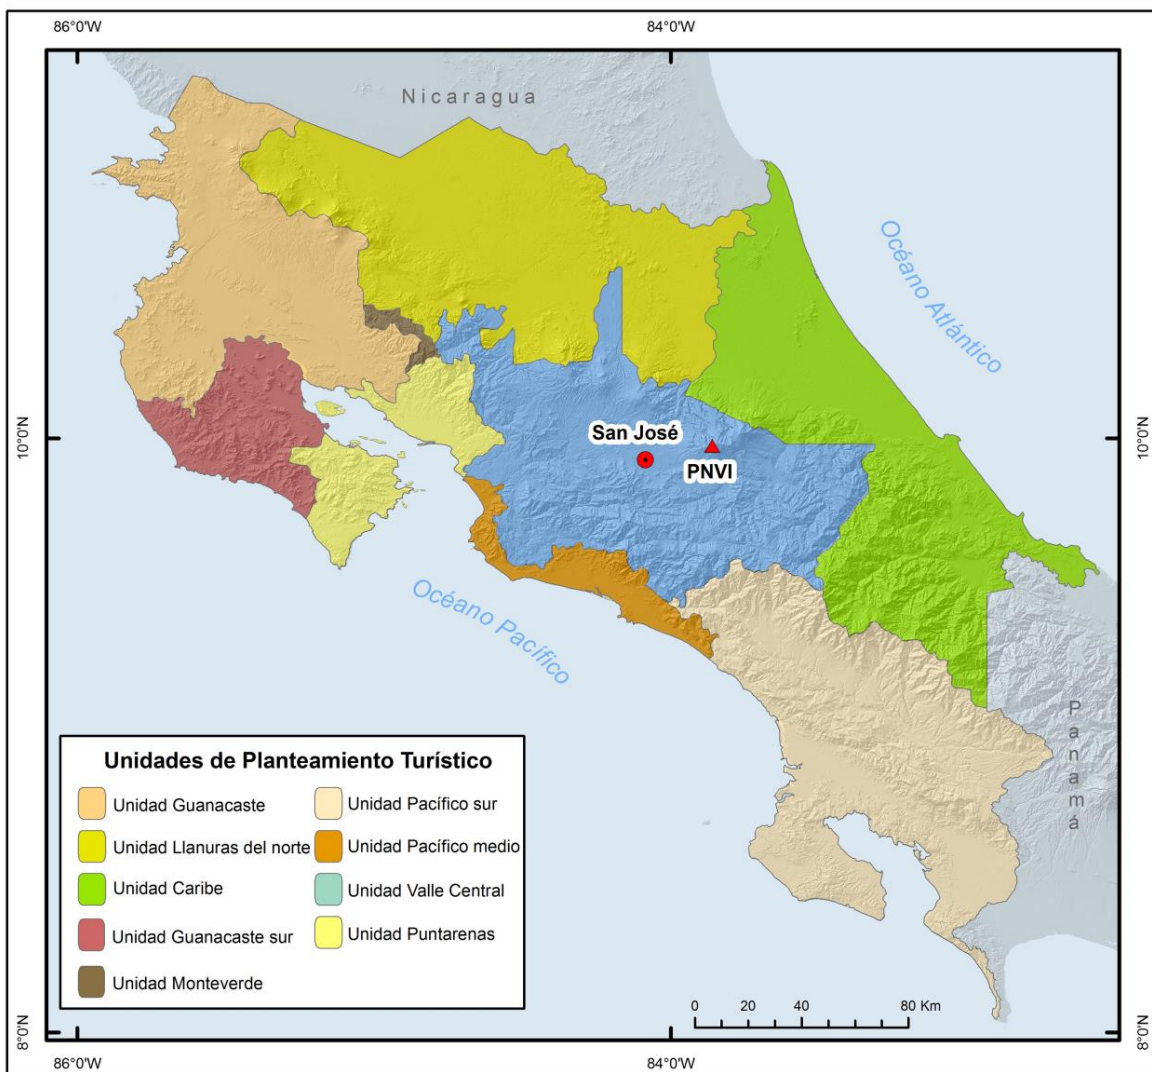 86°0'W
84°0'W
Nicaragua
Océano Atlántico
10°0'N
10°0'N
San José
PNVI
Océano Pacífico
Panamá
Unidades de Planteamiento Turístico
Unidad Guanacaste
Unidad Pacífico sur
Unidad Llanuras del norte
Unidad Pacífico medio
Unidad Caribe
Unidad Valle Central
Unidad Guanacaste sur
Unidad Puntarenas
Unidad Monteverde
0 20 40 80 Km
8°0'N
8°0'N
86°0'W
84°0'W